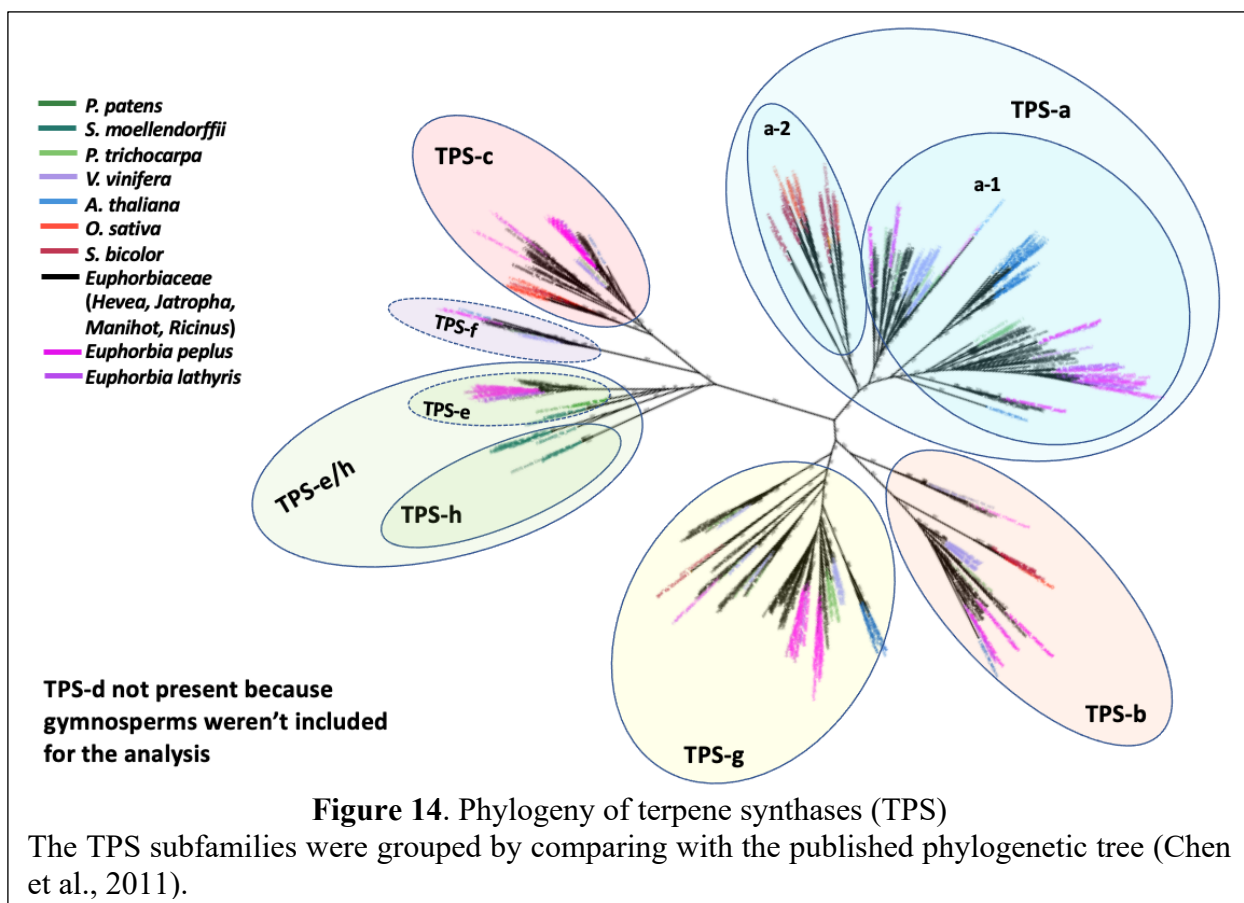 P. patens
S. moellendorffii
P. trichocarpa
V. vinifera
A. thaliana
O. sativa
S. bicolor
Euphorbiaceae
(Hevea, Jatropha,
Manihot, Ricinus)
Euphorbia peplus
Euphorbia lathyris
TPS-c
TPS-a
a-2
a-1
TPS-f
TPS-e
TPS-e/h
TPS-h
TPS-g
TPS-b
TPS-d not present because
gymnosperms weren’t included
for the analysis
Figure 14. Phylogeny of terpene synthases (TPS)
The TPS subfamilies were grouped by comparing with the published phylogenetic tree (Chen
et al., 2011).